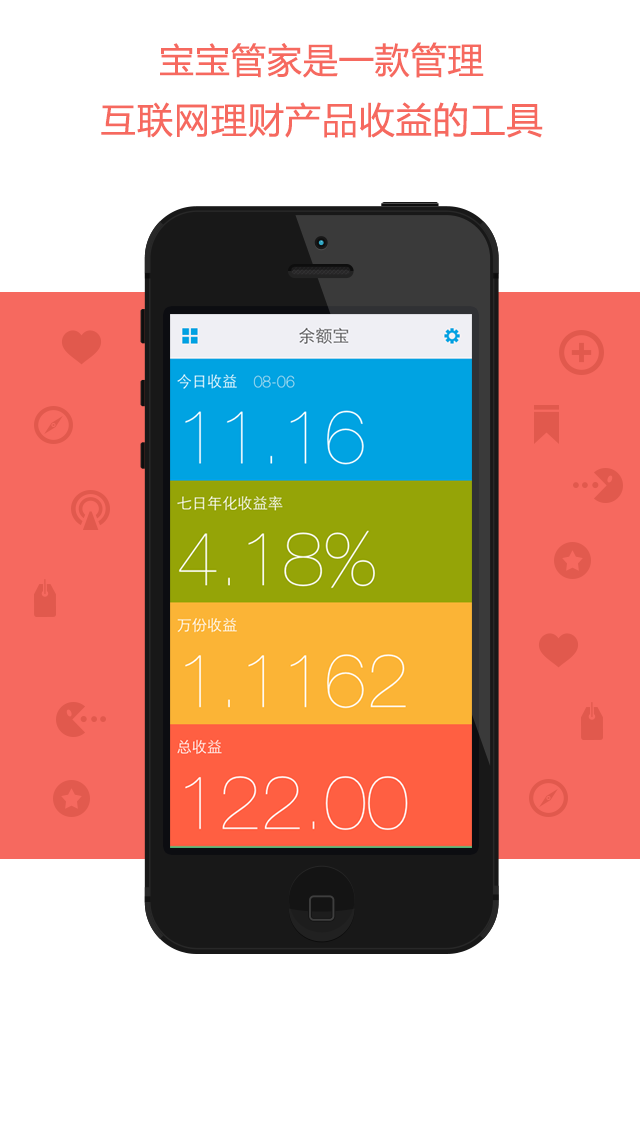 宝宝管家是一款管理
互联网理财产品收益的工具
余额宝
今日收益 08-06
11.16
七日年化收益率
4.18%
万份收益
1.1162
总收益
122.00